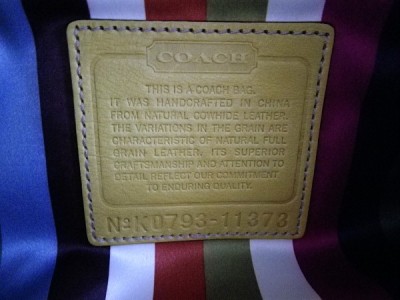 COACH
THIS IS A COACH BAG.
IT WAS HANDCRAFTED IN CHINA
FROM NATURAL COWHIDE LEATHER.
THE VARIATIONS IN THE GRAIN ARE
CHARACTERISTIC OF NATURAL FULL
GRAIN LEATHER. ITS SUPERIOR
CRAFTSMANSHIP AND ATTENTION TO
DETAIL REFLECT OUR COMMITMENT
TO ENDURING QUALITY.
№K0793-11373